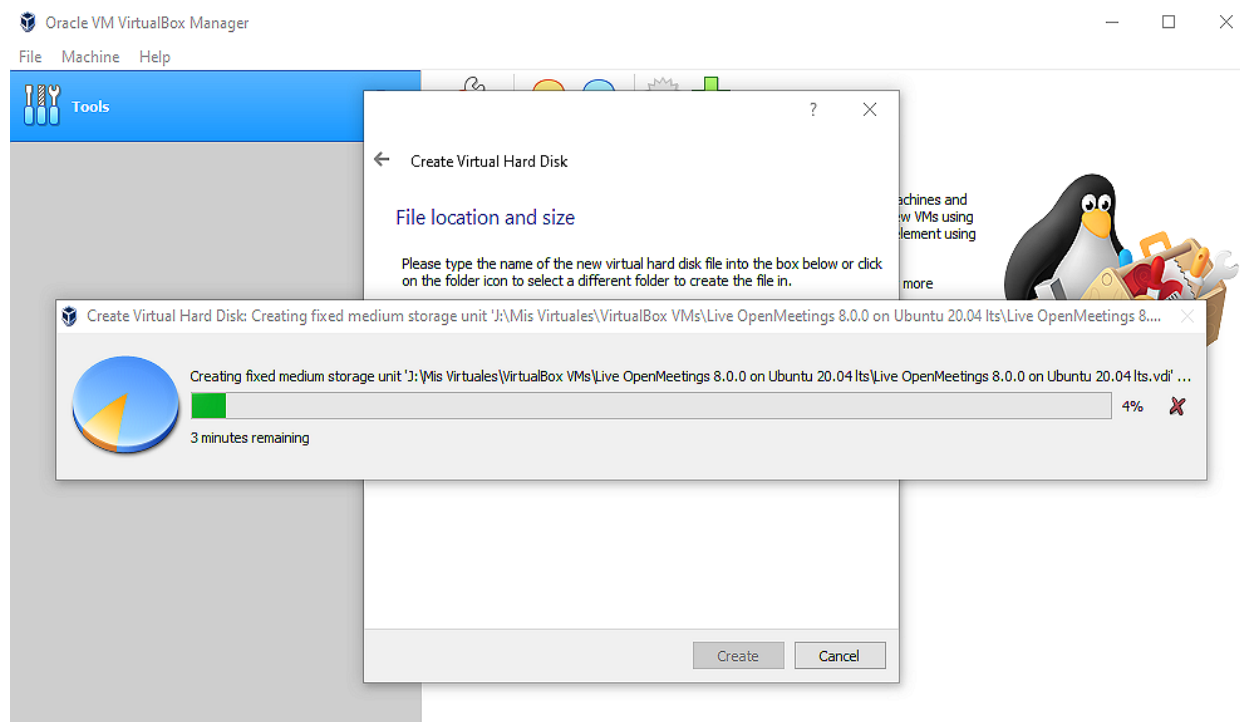 Oracle VM VirtualBox Manager
File Machine Help
Tools
?
Create Virtual Hard Disk
File location and size
achines and
ew VMs using
element using
Please type the name of the new virtual hard disk file into the box below or click
on the folder icon to select a different folder to create the file in.
more
Create Virtual Hard Disk: Creating fixed medium storage unit 'J:\Mis Virtuales\VirtualBox VMs\Live OpenMeetings 8.0.0 on Ubuntu 20.04 lts\Live OpenMeetings 8....
Creating fixed medium storage unit 'J:\Mis Virtuales\VirtualBox VMs\Live OpenMeetings 8.0.0 on Ubuntu 20.04 lts\Live OpenMeetings 8.0.0 on Ubuntu 20.04 lts.vdi' ...
4%
3 minutes remaining
Create Cancel